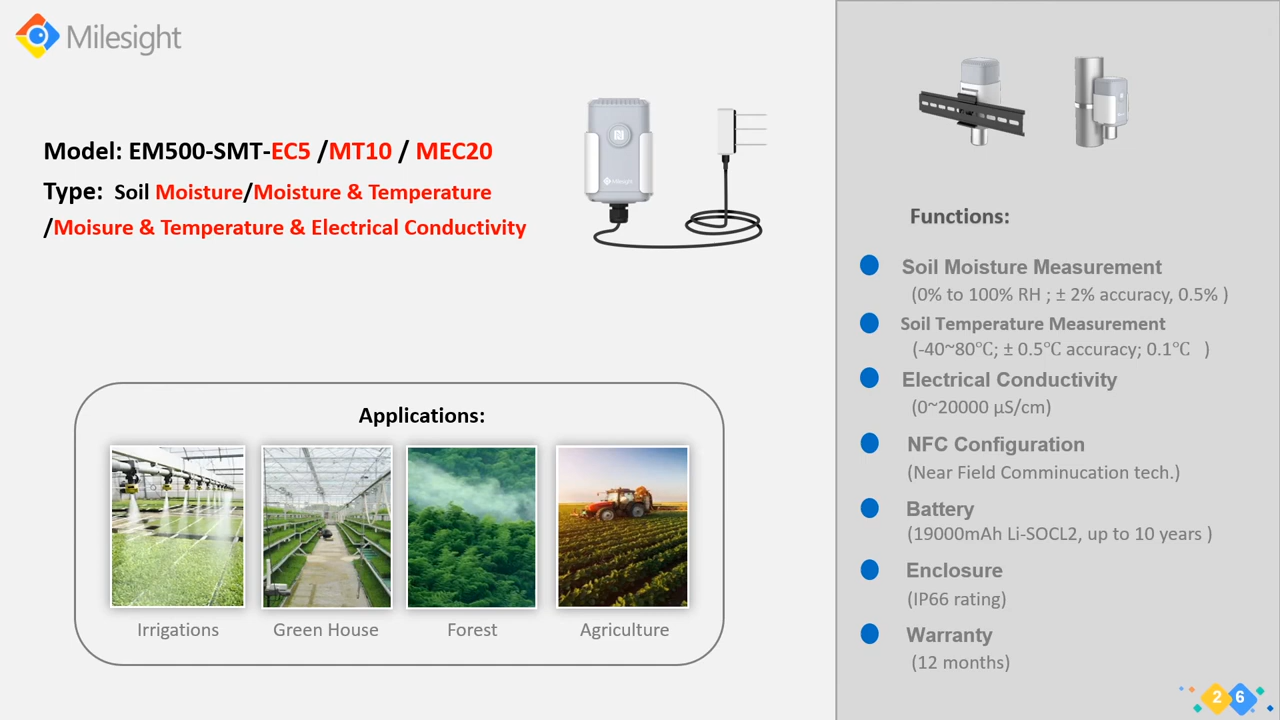 Milesight
Model: EM500-SMT-EC5 /MT10 / MEC20
Type: Soil Moisture/Moisture & Temperature
/Moisure & Temperature & Electrical Conductivity
Milesight
Applications:
Irrigations
Green House
Forest
Agriculture
Functions:
Soil Moisture Measurement
(0% to 100% RH ; ± 2% accuracy, 0.5% )
Soil Temperature Measurement
(-40~80℃; ± 0.5℃ accuracy; 0.1℃ )
Electrical Conductivity
(0~20000 µS/cm)
NFC Configuration
(Near Field Comminucation tech.)
Battery
(19000mAh Li-SOCL2, up to 10 years )
Enclosure
(IP66 rating)
Warranty
(12 months)
2 6